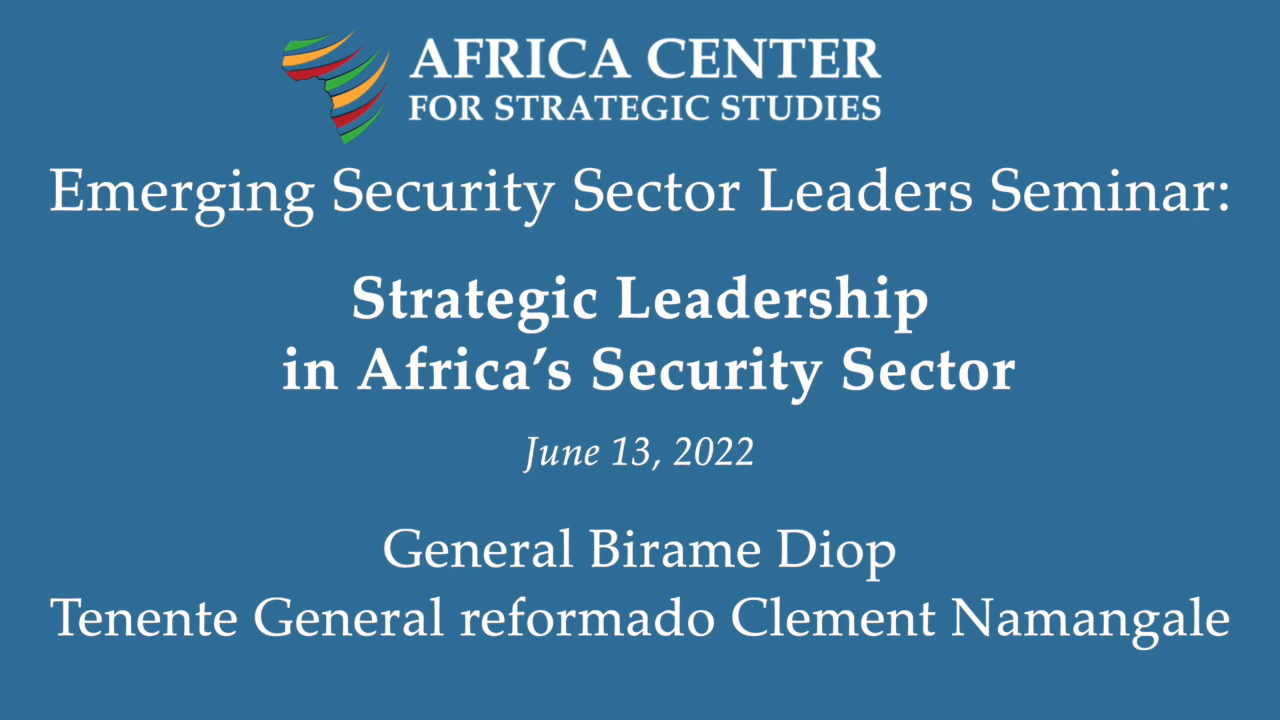 AFRICA CENTER
FOR STRATEGIC STUDIES
Emerging Security Sector Leaders Seminar:
Strategic Leadership
in Africa’s Security Sector
June 13, 2022
General Birame Diop
Tenente General reformado Clement Namangale